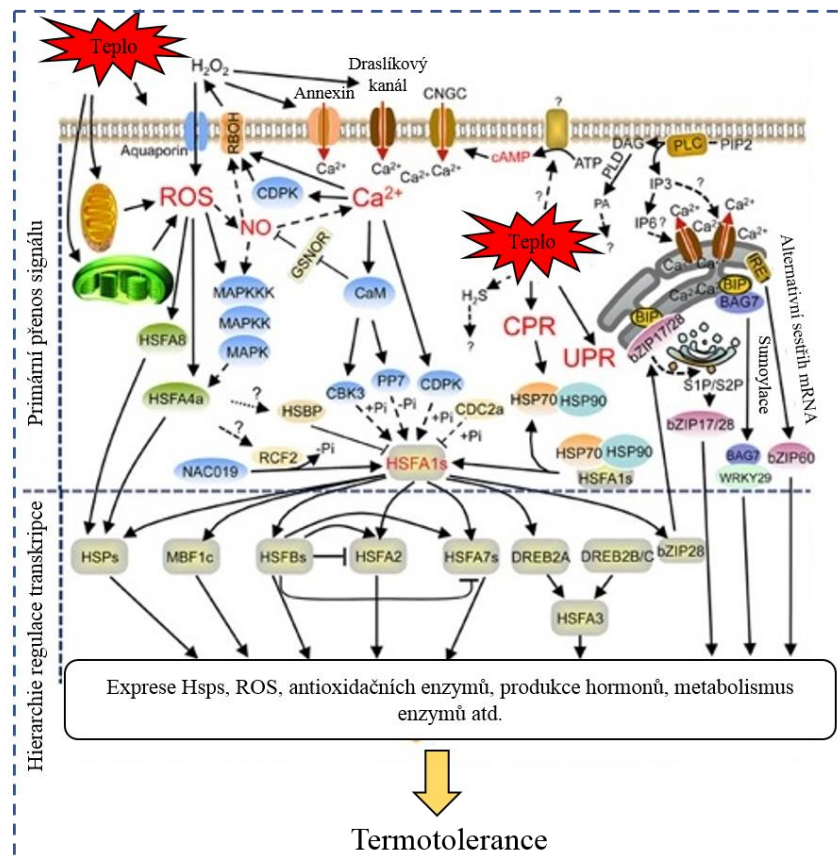 Teplo
H2O2
Draslíkový
kanál
Annexin
CNGC
?
Aquaporin
RBOH
Ca2+
Ca2+
Ca2+
Ca2+
cAMP
ATP
DAG
PLC
PIP2
PLD
IP3
?
PA
?
IP6
?
Ca2+
Ca2+
CDPK
ROS
NO
Ca2+
GSNOR
?
Teplo
H2S
?
CPR
UPR
Ca2+
Ca2+
Ca2+
BIP
BAG7
IRE1
BIP
bZIP17/28
S1P/S2P
Sumoylace
Alternativní sestřih mRNA
Primární přenos signálu
MAPKKK
MAPKK
MAPK
CaM
HSFA8
HSFA4a
?
?
HSBP
RCF2
-Pi
NAC019
CBK3
PP7
CDPK
CDC2a
+Pi
-Pi
+Pi
+Pi
HSFA1s
HSP70
HSP90
HSP70
HSP90
HSFA1s
bZIP17/28
BAG7
WRKY29
bZIP60
Hierarchie regulace transkripce
HSPs
MBF1c
HSFBs
HSFA2
HSFA7s
DREB2A
DREB2B/C
bZIP28
HSFA3
Exprese Hsps, ROS, antioxidačních enzymů, produkce hormonů, metabolismus
enzymů atd.
Termotolerance